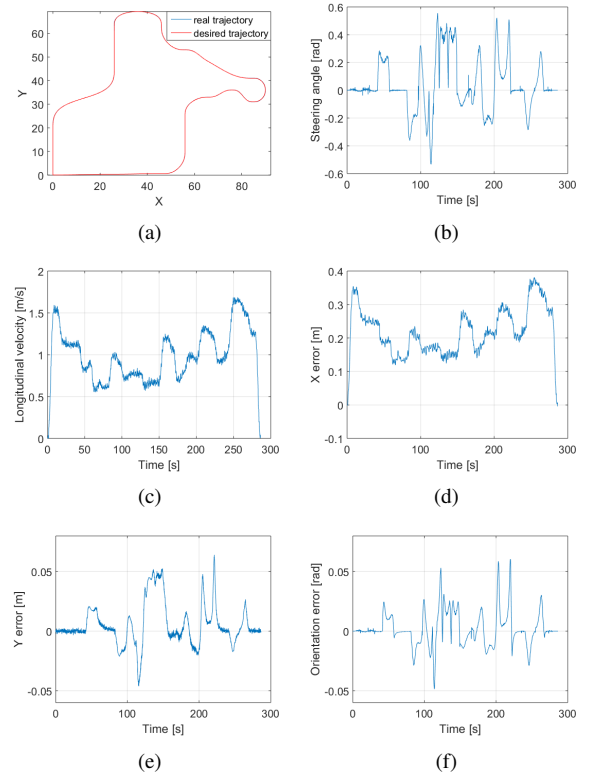 real trajectory
desired trajectory
Y
60
50
40
30
20
10
0
0 20 40 60 80
X
(a)
Steering angle [rad]
0.6
0.4
0.2
0
-0.2
-0.4
-0.6
0 100 200 300
Time [s]
(b)
Longitudinal velocity [m/s]
2
1.5
1
0.5
0
0 50 100 150 200 250 300
Time [s]
(c)
X error [m]
0.4
0.3
0.2
0.1
0
-0.1
0 100 200 300
Time [s]
(d)
Y error [m]
0.05
0
-0.05
0 100 200 300
Time [s]
(e)
Orientation error [rad]
0.05
0
-0.05
0 100 200 300
Time [s]
(f)